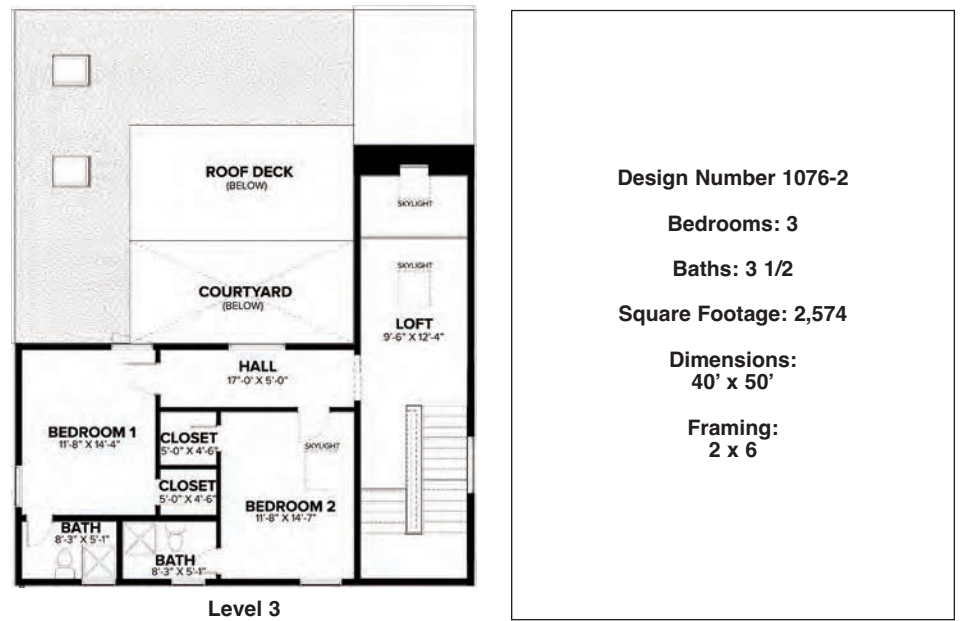 ROOF DECK
(BELOW)
SKYLIGHT
SKYLIGHT
COURTYARD
(BELOW)
LOFT
9'-6" X 12'-4"
HALL
17'-0' X 5'-0"
BEDROOM 1
11'-8" X 14'-4"
CLOSET
5'-0" X 4'-6"
SKYLIGHT
CLOSET
5'-0" X 4'-6"
BEDROOM 2
11'-8" X 14'-7"
BATH
8'-3" X 5'-1"
BATH
8'-3" X 5'-1"
Level 3
Design Number 1076-2
Bedrooms: 3
Baths: 3 1/2
Square Footage: 2,574
Dimensions:
40’ x 50’
Framing:
2 x 6